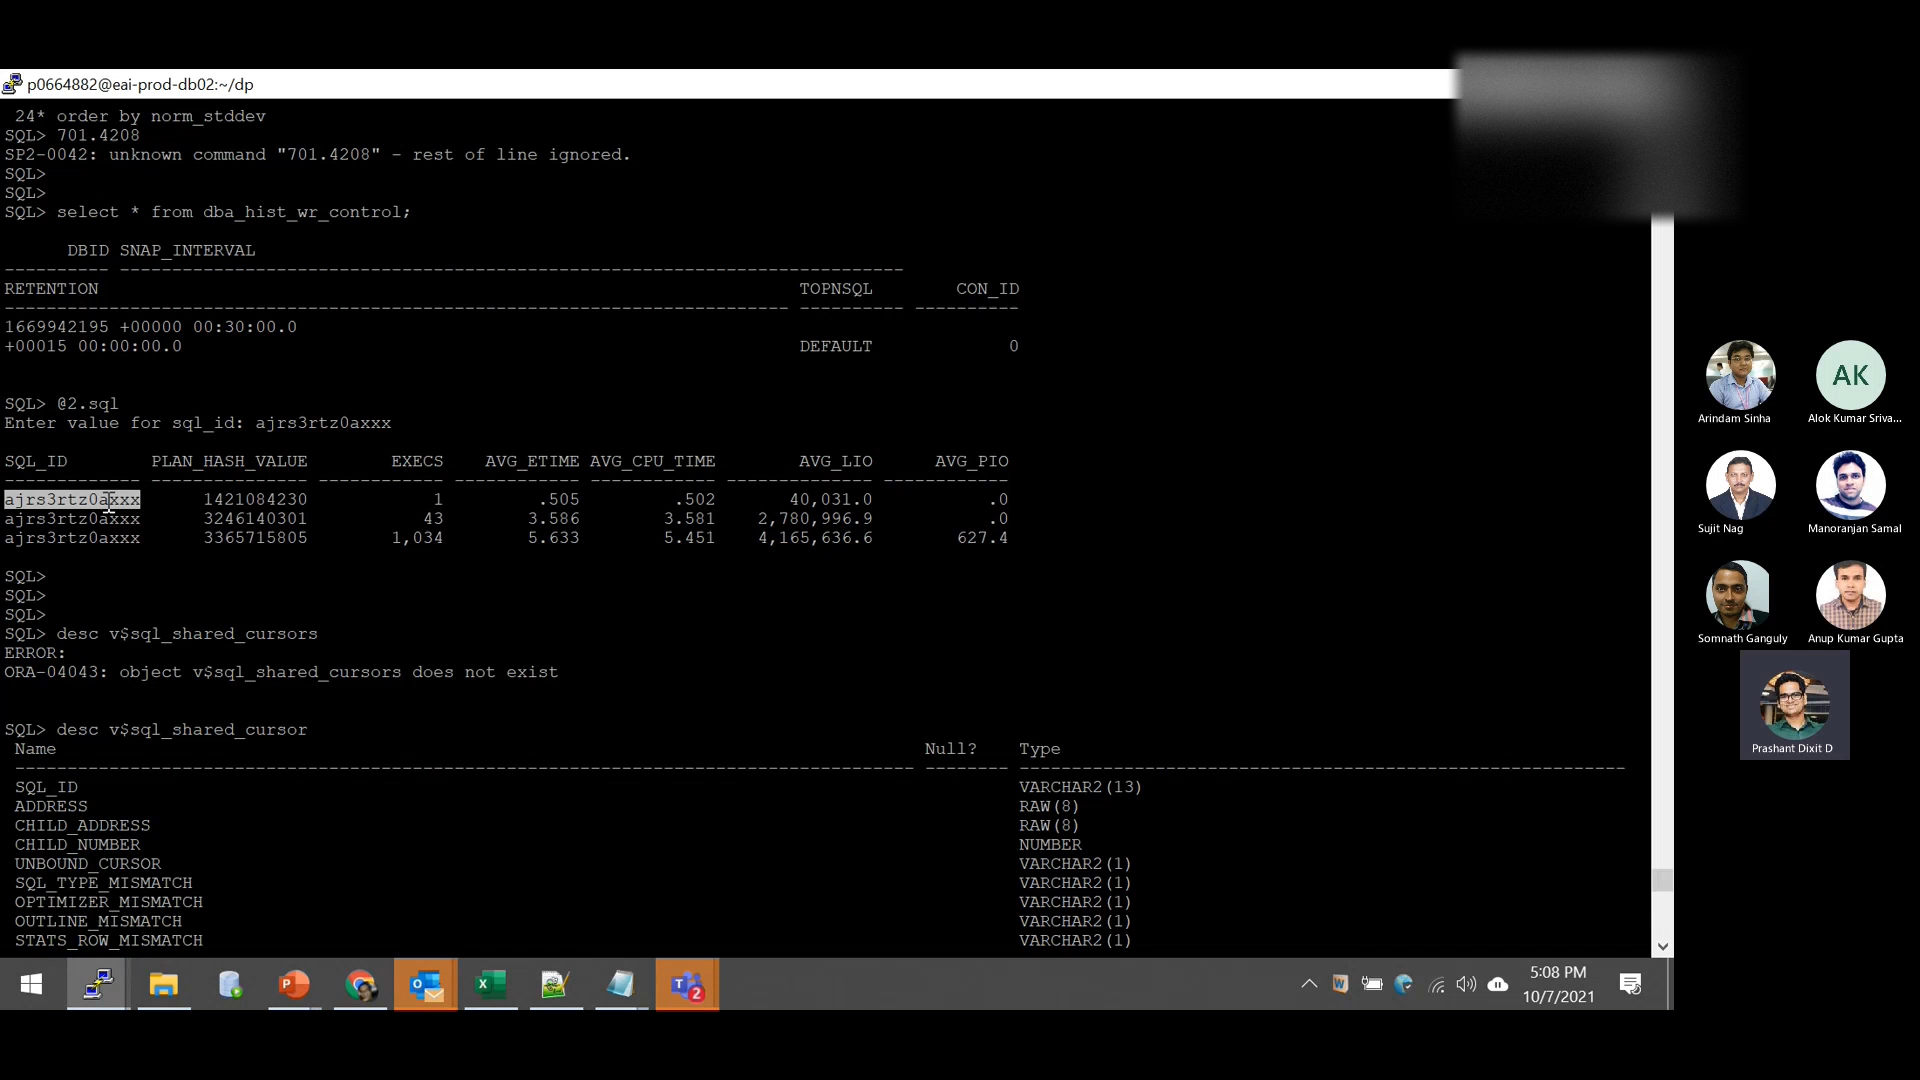 p0664882@eai-prod-db02:~/dp
24* order by norm_stddev
SQL> 701.4208
SP2-0042: unknown command "701.4208" - rest of line ignored.
SQL>
SQL>
SQL> select * from dba_hist_wr_control;
DBID SNAP_INTERVAL
---------- ---------------------------------------------------------------------------
RETENTION TOPNSQL CON_ID
--------------------------------------------------------------------------- ---------- ----------
1669942195 +00000 00:30:00.0
+00015 00:00:00.0 DEFAULT 0
SQL> @2.sql
Enter value for sql_id: ajrs3rtz0axxx
SQL_ID PLAN_HASH_VALUE EXECS AVG_ETIME AVG_CPU_TIME AVG_LIO AVG_PIO
------------- --------------- ------------ ------------ ------------ -------------- ------------
ajrs3rtz0axxx 1421084230 1 .505 .502 40,031.0 .0
ajrs3rtz0axxx 3246140301 43 3.586 3.581 2,780,996.9 .0
ajrs3rtz0axxx 3365715805 1,034 5.633 5.451 4,165,636.6 627.4
SQL>
SQL>
SQL>
SQL> desc v$sql_shared_cursors
ERROR:
ORA-04043: object v$sql_shared_cursors does not exist
SQL> desc v$sql_shared_cursor
Name Null? Type
-------------------------------------------------------------------------------------- -------- ----------------------------------------------------------
SQL_ID VARCHAR2(13)
ADDRESS RAW(8)
CHILD_ADDRESS RAW(8)
CHILD_NUMBER NUMBER
UNBOUND_CURSOR VARCHAR2(1)
SQL_TYPE_MISMATCH VARCHAR2(1)
OPTIMIZER_MISMATCH VARCHAR2(1)
OUTLINE_MISMATCH VARCHAR2(1)
STATS_ROW_MISMATCH VARCHAR2(1)
AK
Arindam Sinha
Alok Kumar Sriva...
Sujit Nag
Manoranjan Samal
Somnath Ganguly
Anup Kumar Gupta
Prashant Dixit D
5:08 PM
10/7/2021
2